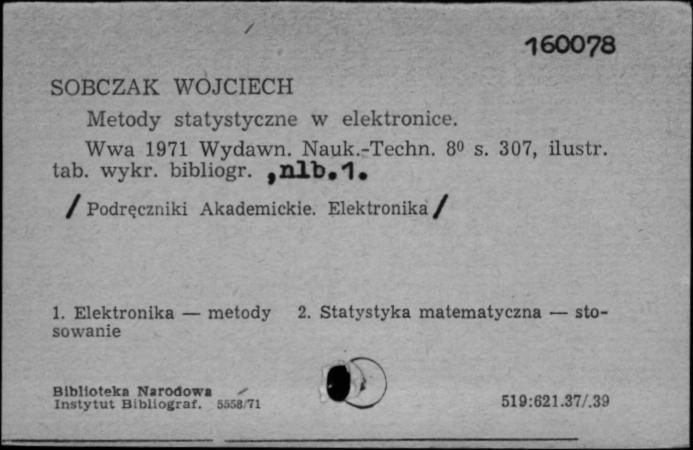 160078
SOBCZAK WOJCIECH
Metody statystyczne w elektronice.
Wwa 1971 Wydawn. Nauk.-Techn. 8⁰ s. 307, ilustr.
tab. wykr. bibliogr. ,nlb.1.
/ Podręczniki Akademickie. Elektronika /
1. Elektronika — metody 2. Statystyka matematyczna — sto-
sowanie
Biblioteka Narodowa
Instytut Bibliograf. 5558/71
519:621.37/.39